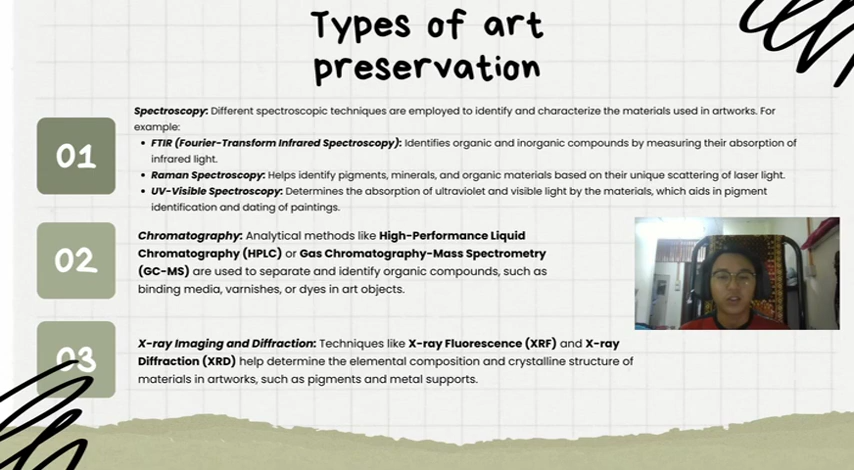 Types of art
preservation
01
Spectroscopy: Different spectroscopic techniques are employed to identify and characterize the materials used in artworks. For
example:
• FTIR (Fourier-Transform Infrared Spectroscopy): Identifies organic and inorganic compounds by measuring their absorption of
infrared light.
• Raman Spectroscopy: Helps identify pigments, minerals, and organic materials based on their unique scattering of laser light.
• UV-Visible Spectroscopy: Determines the absorption of ultraviolet and visible light by the materials, which aids in pigment
identification and dating of paintings.
02
Chromatography: Analytical methods like High-Performance Liquid
Chromatography (HPLC) or Gas Chromatography-Mass Spectrometry
(GC-MS) are used to separate and identify organic compounds, such as
binding media, varnishes, or dyes in art objects.
03
X-ray Imaging and Diffraction: Techniques like X-ray Fluorescence (XRF) and X-ray
Diffraction (XRD) help determine the elemental composition and crystalline structure of
materials in artworks, such as pigments and metal supports.